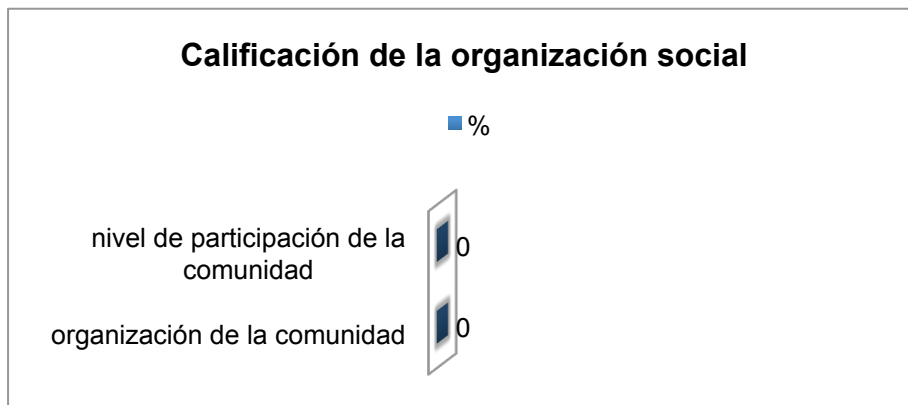 Calificación de la organización social
%
nivel de participación de la
comunidad
0
organización de la comunidad
0